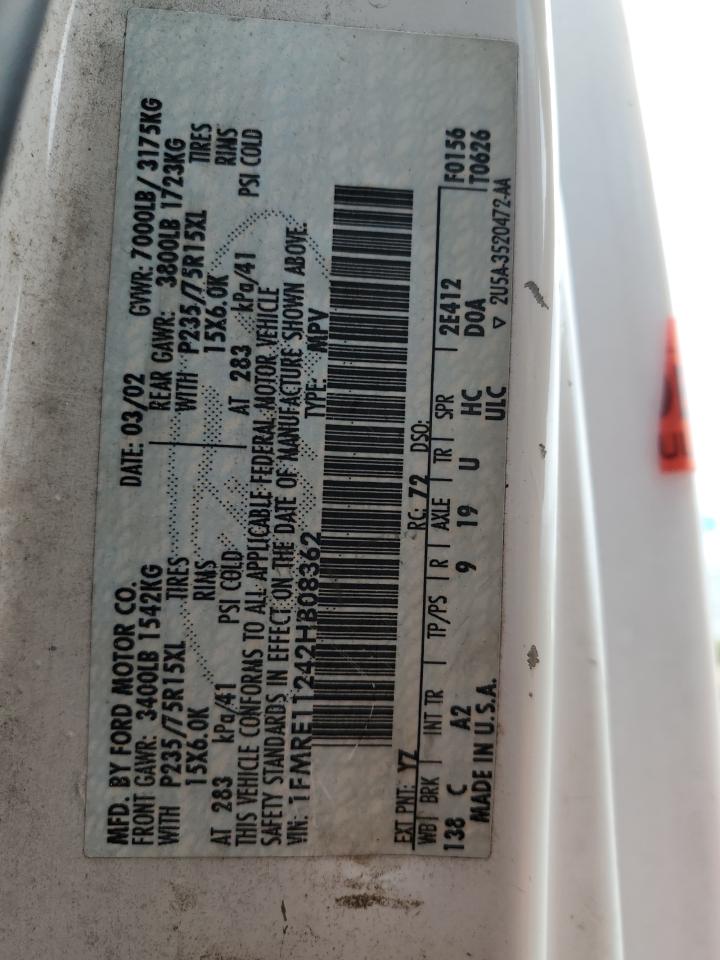 MFD. BY FORD MOTOR CO.
DATE: 03/02 GVWR: 7000LB/ 3175KG
FRONT GAWR: 3400LB 1542KG REAR GAWR: 3800LB 1723KG
WITH P235/75R15XL TIRES WITH P235/75R15XL TIRES
15X6.0K RIMS 15X6.0K RIMS
AT 283 kPa/41 PSI COLD AT 283 kPa/41 PSI COLD
THIS VEHICLE CONFORMS TO ALL APPLICABLE FEDERAL MOTOR VEHICLE
SAFETY STANDARDS IN EFFECT ON THE DATE OF MANUFACTURE SHOWN ABOVE.
VIN: 1FMRE11242HB08362 TYPE: MPV
EXT PNT: YZ RC: 72 DSO: F0156
T0626
WB BRK INT TR TP/PS R AXLE TR SPR
138 C A2 9 19 U HC 2E412
MADE IN U.S.A. ULC DOA
▽ 2U5A-3520472-AA